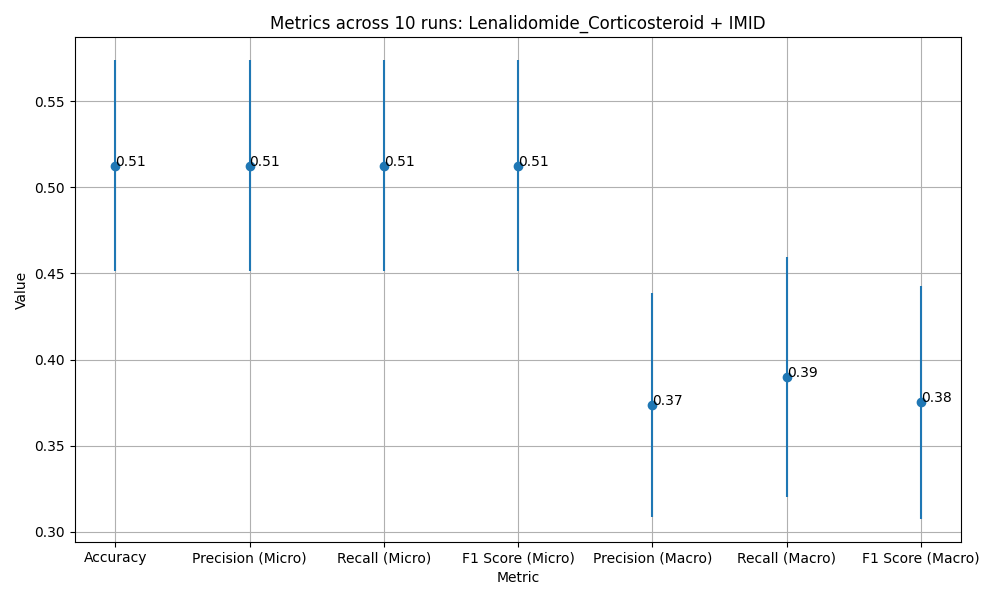 Metrics across 10 runs: Lenalidomide_Corticosteroid + IMID
Value
0.55
0.50
0.45
0.40
0.35
0.30
0.51
0.51
0.51
0.51
0.37
0.39
0.38
Accuracy
Precision (Micro)
Recall (Micro)
F1 Score (Micro)
Precision (Macro)
Recall (Macro)
F1 Score (Macro)
Metric